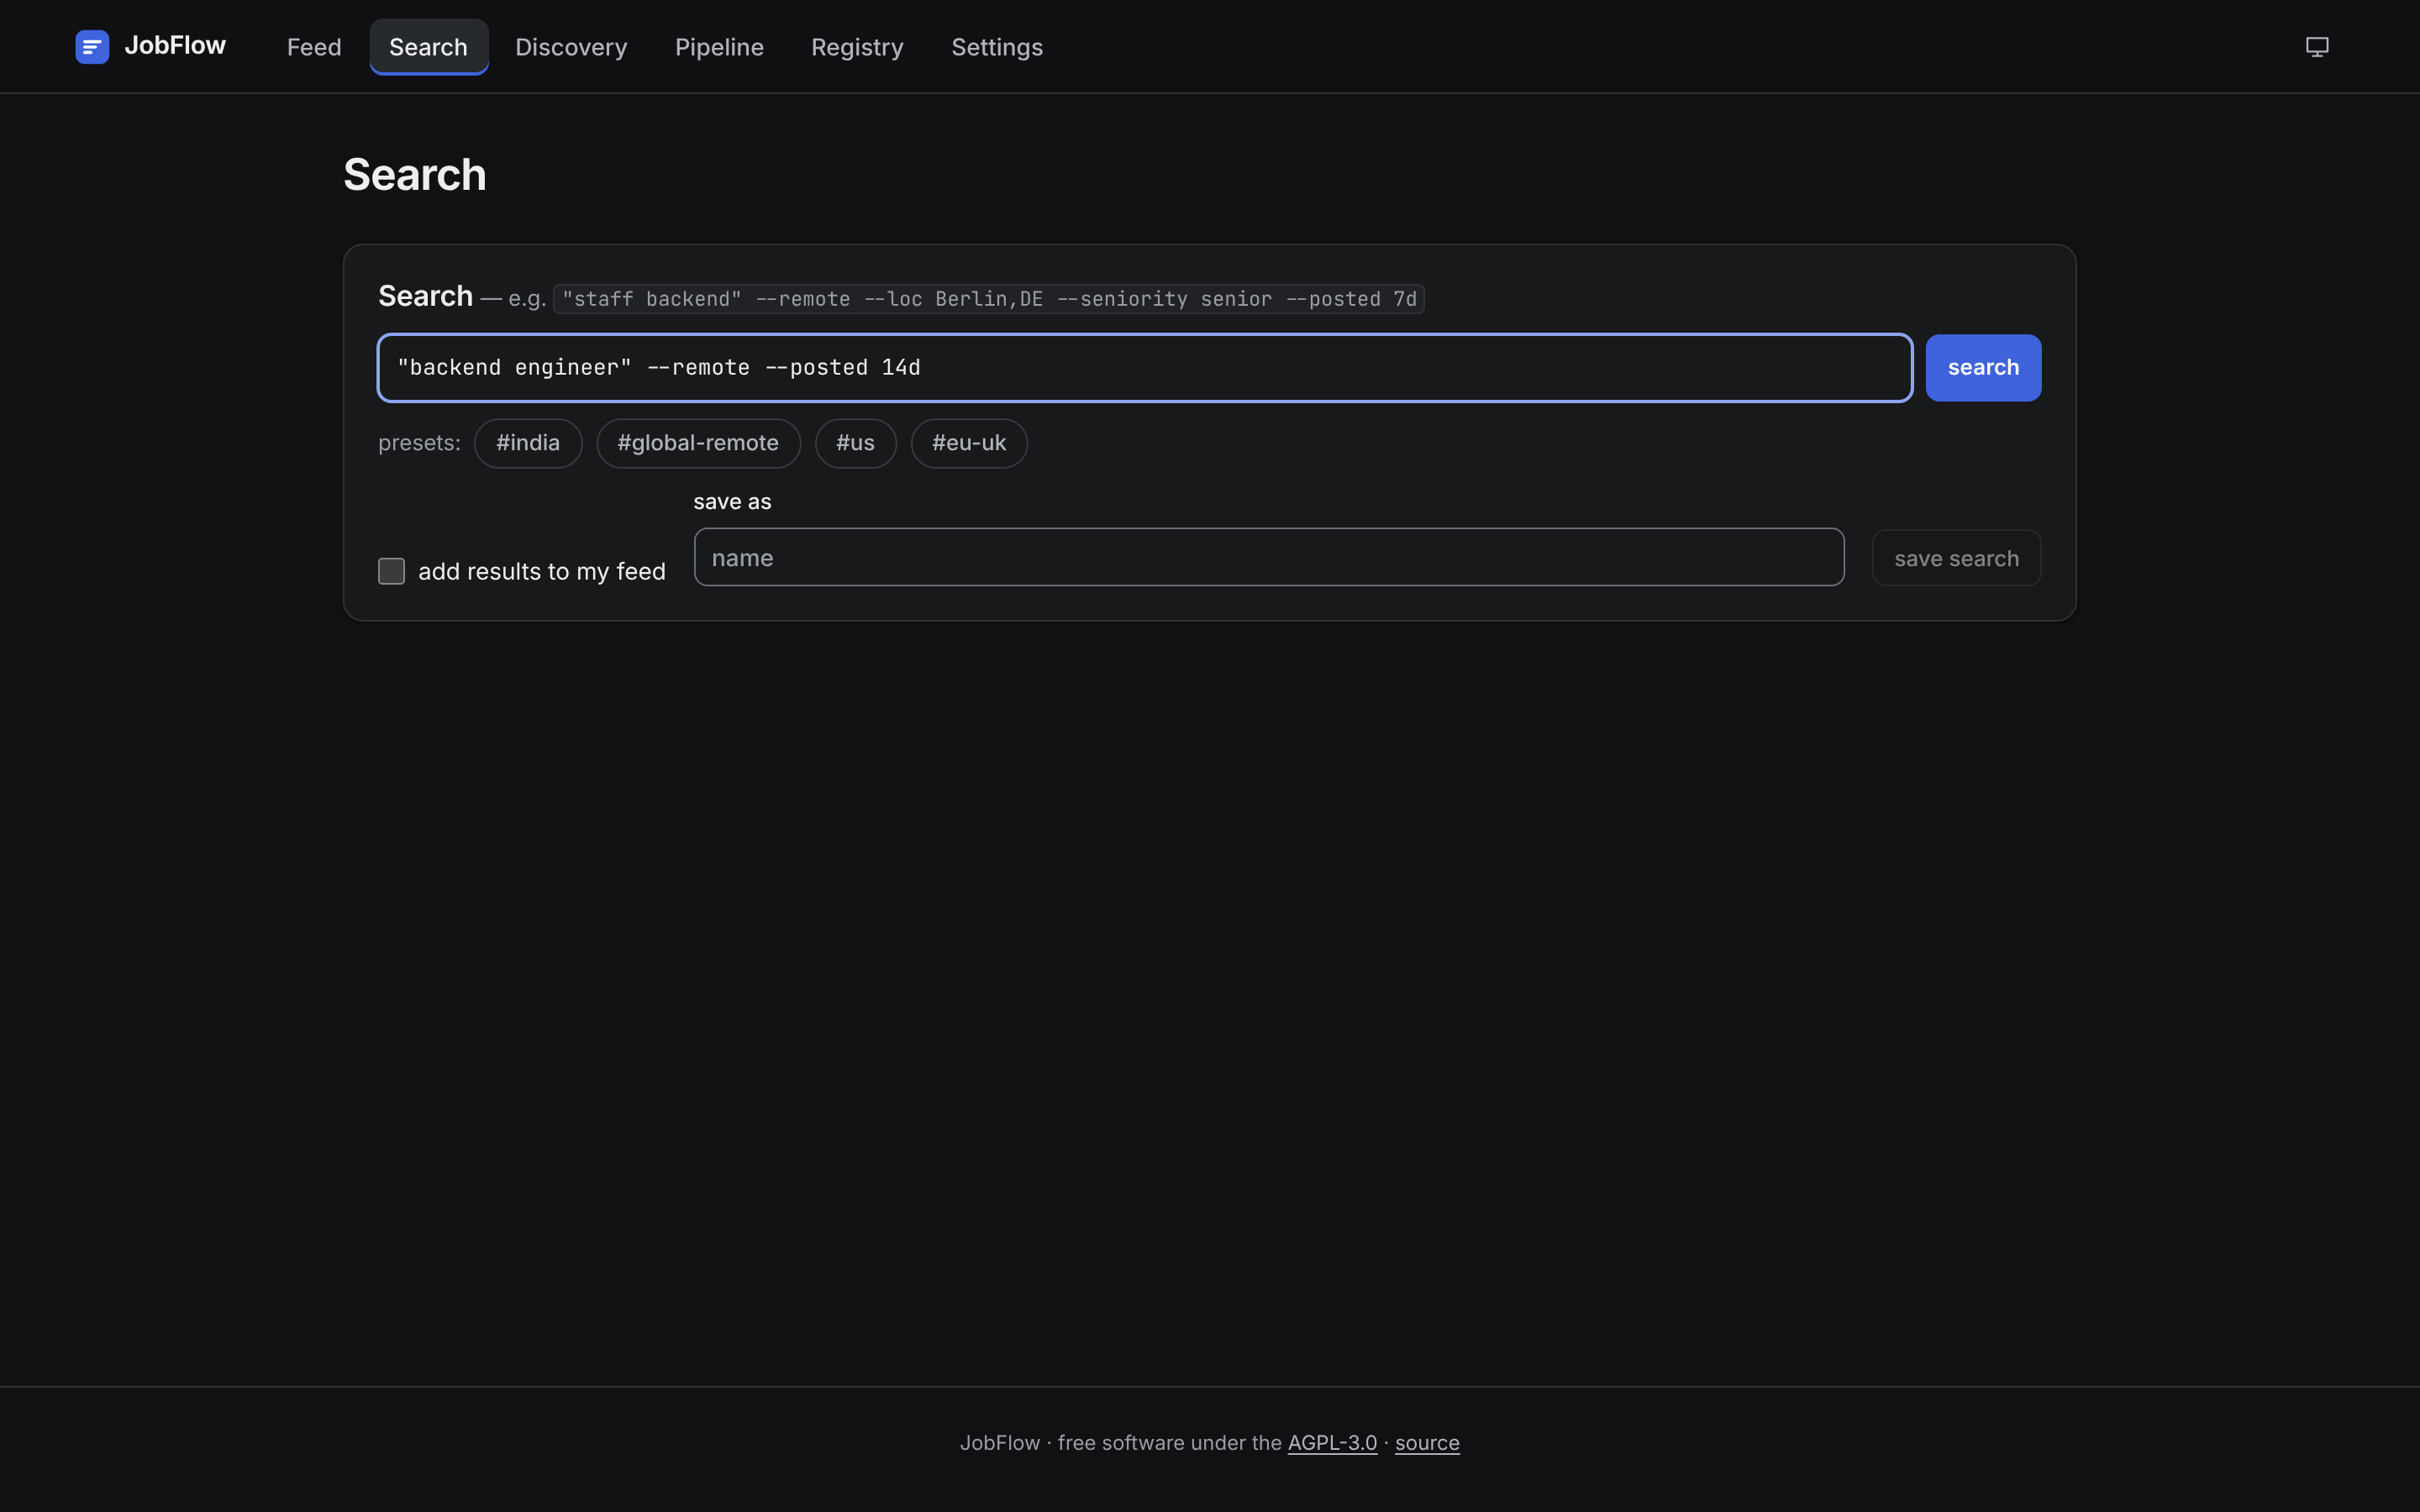 JobFlow Feed Search Discovery Pipeline Registry Settings
Search
Search — e.g. "staff backend" --remote --loc Berlin,DE --seniority senior --posted 7d
"backend engineer" --remote --posted 14d search
presets: #india #global-remote #us #eu-uk
save as
add results to my feed name save search
JobFlow · free software under the AGPL-3.0 · source